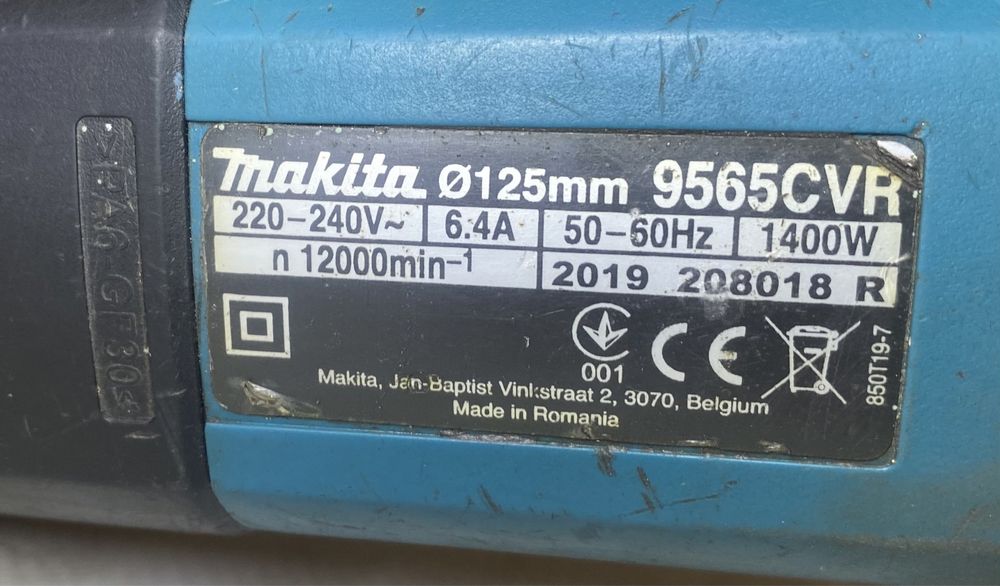 makita Ø125mm 9565CVR
220-240V~ 6.4A 50-60Hz 1400W
n 12000min-1 2019 208018 R
001
CE
850T19-7
Makita, Jan-Baptist Vinkstraat 2, 3070, Belgium
Made in Romania
>PA6-GF30<